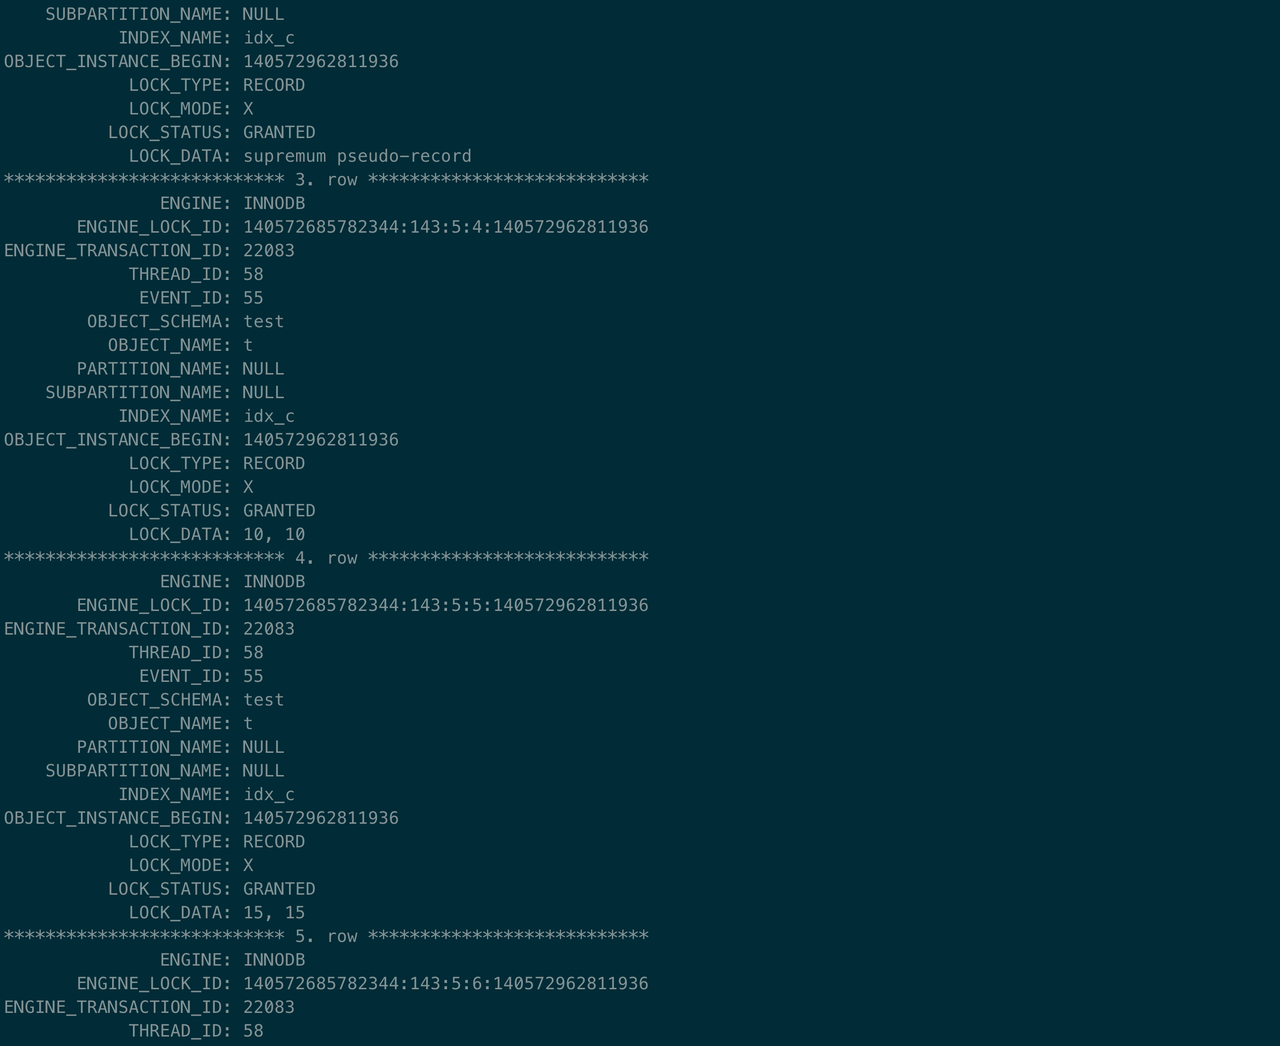 SUBPARTITION_NAME: NULL
INDEX_NAME: idx_c
OBJECT_INSTANCE_BEGIN: 140572962811936
LOCK_TYPE: RECORD
LOCK_MODE: X
LOCK_STATUS: GRANTED
LOCK_DATA: supremum pseudo-record
*************************** 3. row ***************************
ENGINE: INNODB
ENGINE_LOCK_ID: 140572685782344:143:5:4:140572962811936
ENGINE_TRANSACTION_ID: 22083
THREAD_ID: 58
EVENT_ID: 55
OBJECT_SCHEMA: test
OBJECT_NAME: t
PARTITION_NAME: NULL
SUBPARTITION_NAME: NULL
INDEX_NAME: idx_c
OBJECT_INSTANCE_BEGIN: 140572962811936
LOCK_TYPE: RECORD
LOCK_MODE: X
LOCK_STATUS: GRANTED
LOCK_DATA: 10, 10
*************************** 4. row ***************************
ENGINE: INNODB
ENGINE_LOCK_ID: 140572685782344:143:5:5:140572962811936
ENGINE_TRANSACTION_ID: 22083
THREAD_ID: 58
EVENT_ID: 55
OBJECT_SCHEMA: test
OBJECT_NAME: t
PARTITION_NAME: NULL
SUBPARTITION_NAME: NULL
INDEX_NAME: idx_c
OBJECT_INSTANCE_BEGIN: 140572962811936
LOCK_TYPE: RECORD
LOCK_MODE: X
LOCK_STATUS: GRANTED
LOCK_DATA: 15, 15
*************************** 5. row ***************************
ENGINE: INNODB
ENGINE_LOCK_ID: 140572685782344:143:5:6:140572962811936
ENGINE_TRANSACTION_ID: 22083
THREAD_ID: 58